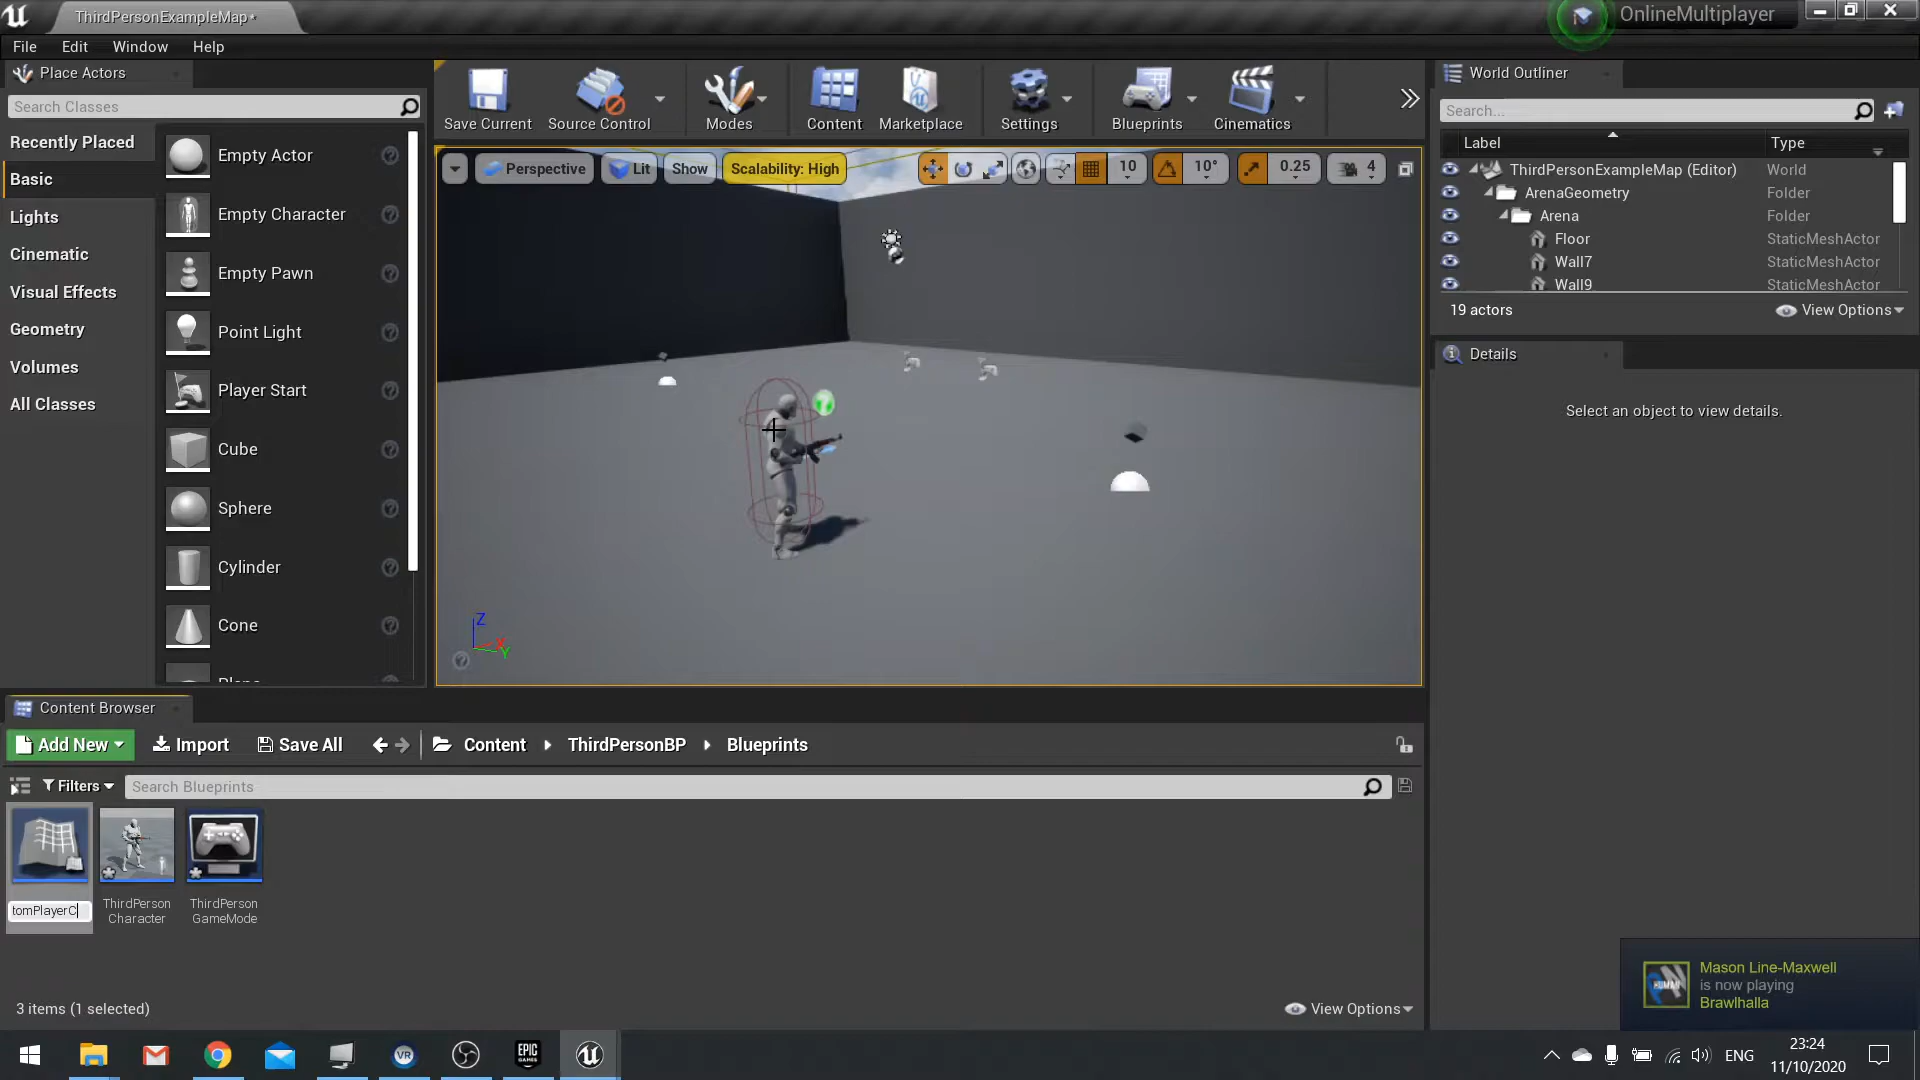 ThirdPersonExampleMap*
OnlineMultiplayer
File Edit Window Help
Place Actors
Search Classes
Recently Placed
Basic
Lights
Cinematic
Visual Effects
Geometry
Volumes
All Classes
Empty Actor
Empty Character
Empty Pawn
Point Light
Player Start
Cube
Sphere
Cylinder
Cone
Save Current
Source Control
Modes
Content
Marketplace
Settings
Blueprints
Cinematics
Perspective
Lit
Show
Scalability: High
10
10°
0.25
4
X
Y
Z
World Outliner
Search...
Label Type
ThirdPersonExampleMap (Editor) World
ArenaGeometry Folder
Arena Folder
Floor StaticMeshActor
Wall7 StaticMeshActor
Wall9 StaticMeshActor
19 actors
View Options
Details
Select an object to view details.
Content Browser
Add New
Import
Save All
Content
ThirdPersonBP
Blueprints
Filters
Search Blueprints
tomPlayerC
ThirdPerson
Character
ThirdPerson
GameMode
3 items (1 selected)
View Options
Mason Line-Maxwell
is now playing
Brawlhalla
VR
EPIC
GAMES
ENG
23:24
11/10/2020